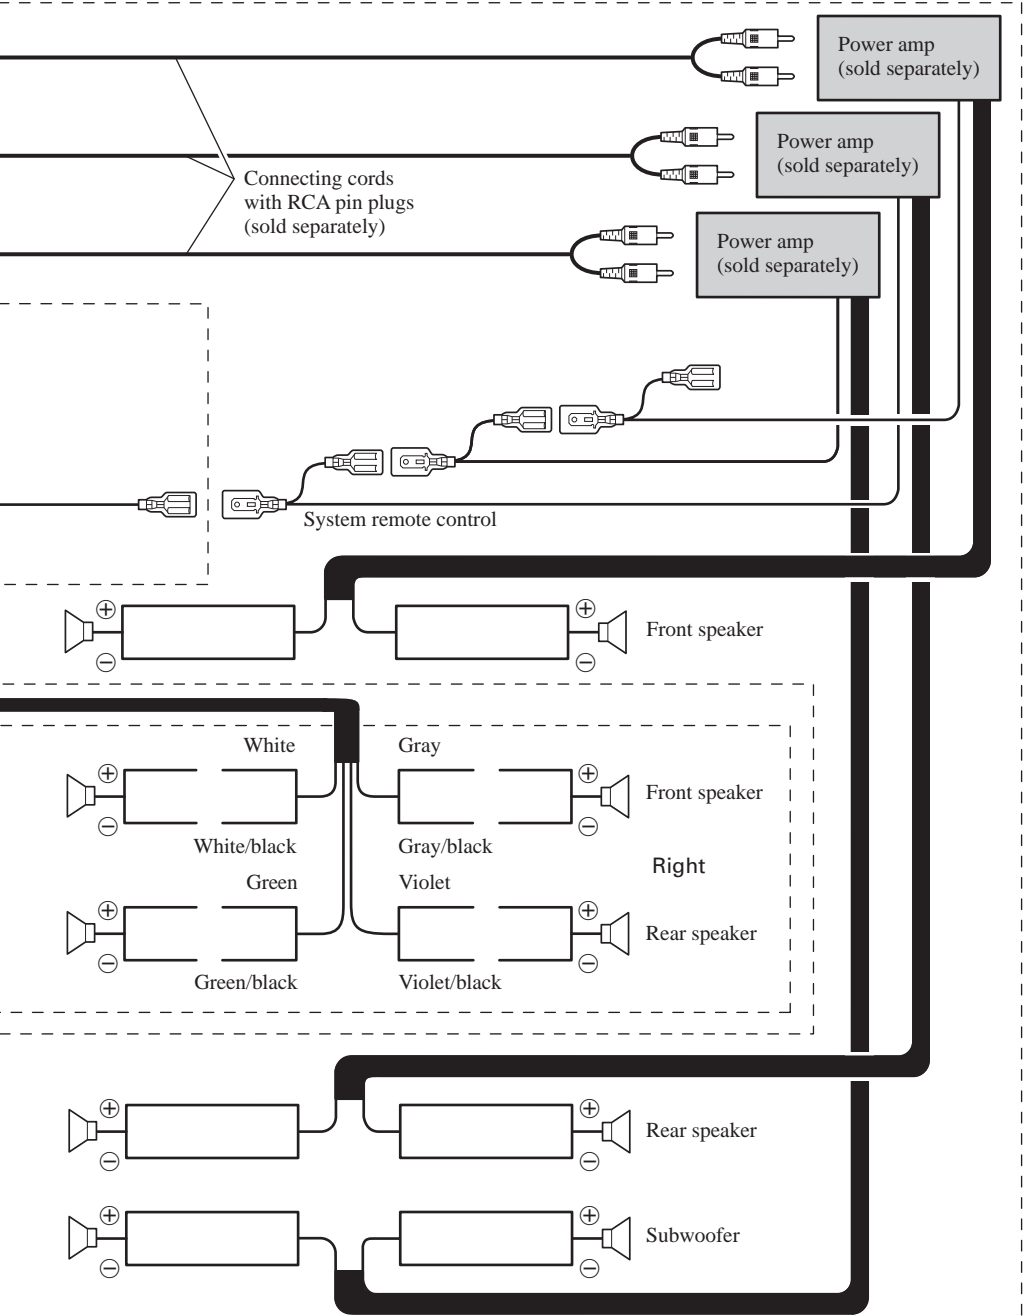 Power amp
(sold separately)
Power amp
(sold separately)
Connecting cords
with RCA pin plugs
(sold separately)
Power amp
(sold separately)
System remote control
⊕ ⊕
Front speaker
⊖ ⊖
White Gray
⊕ ⊕
Front speaker
⊖ ⊖
White/black Gray/black
Right
Green Violet
⊕ ⊕
Rear speaker
⊖ ⊖
Green/black Violet/black
⊕ ⊕
Rear speaker
⊖ ⊖
⊕ ⊕
Subwoofer
⊖ ⊖